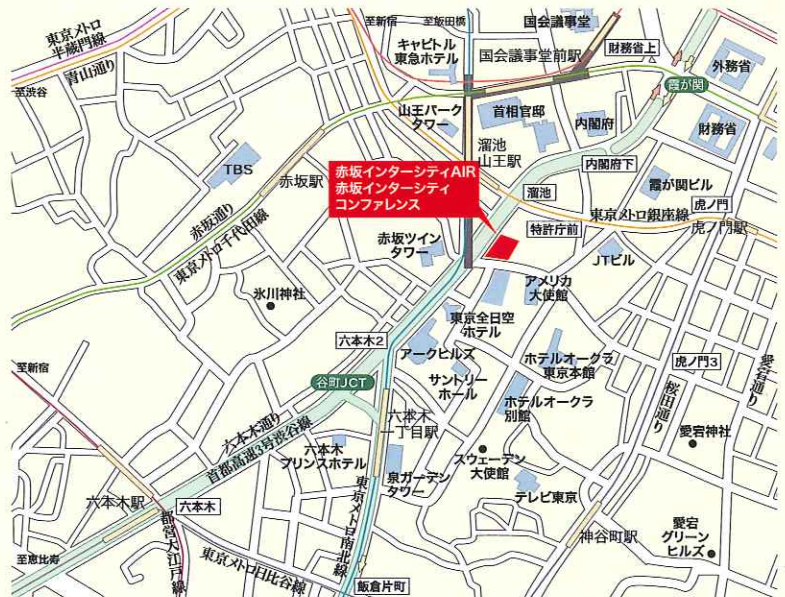 至新宿
至飯田橋
国会議事堂
東京メトロ
半蔵門線
キャピトル
東急ホテル
国会議事堂前駅
財務省上
外務省
青山通り
至渋谷
霞が関
山王パーク
タワー
首相官邸
内閣府
財務省
溜池
山王駅
内閣府下
TBS
赤坂駅
赤坂インターシティAIR
赤坂インターシティ
コンファレンス
溜池
霞が関ビル
虎ノ門
東京メトロ銀座線
虎ノ門駅
特許庁前
赤坂通り
東京メトロ千代田線
赤坂ツイン
タワー
JTビル
アメリカ
大使館
氷川神社
東京全日空
ホテル
六本木2
アークヒルズ
ホテルオークラ
東京本館
虎ノ門3
愛宕通り
至新宿
谷町JCT
サントリー
ホール
桜田通り
ホテルオークラ
別館
六本木通り
首都高速3号渋谷線
六本木
一丁目駅
愛宕神社
六本木
プリンスホテル
スウェーデン
大使館
泉ガーデン
タワー
テレビ東京
六本木駅
六本木
東京メトロ南北線
神谷町駅
愛宕
グリーン
ヒルズ
都営大江戸線
至恵比寿
東京メトロ日比谷線
飯倉片町